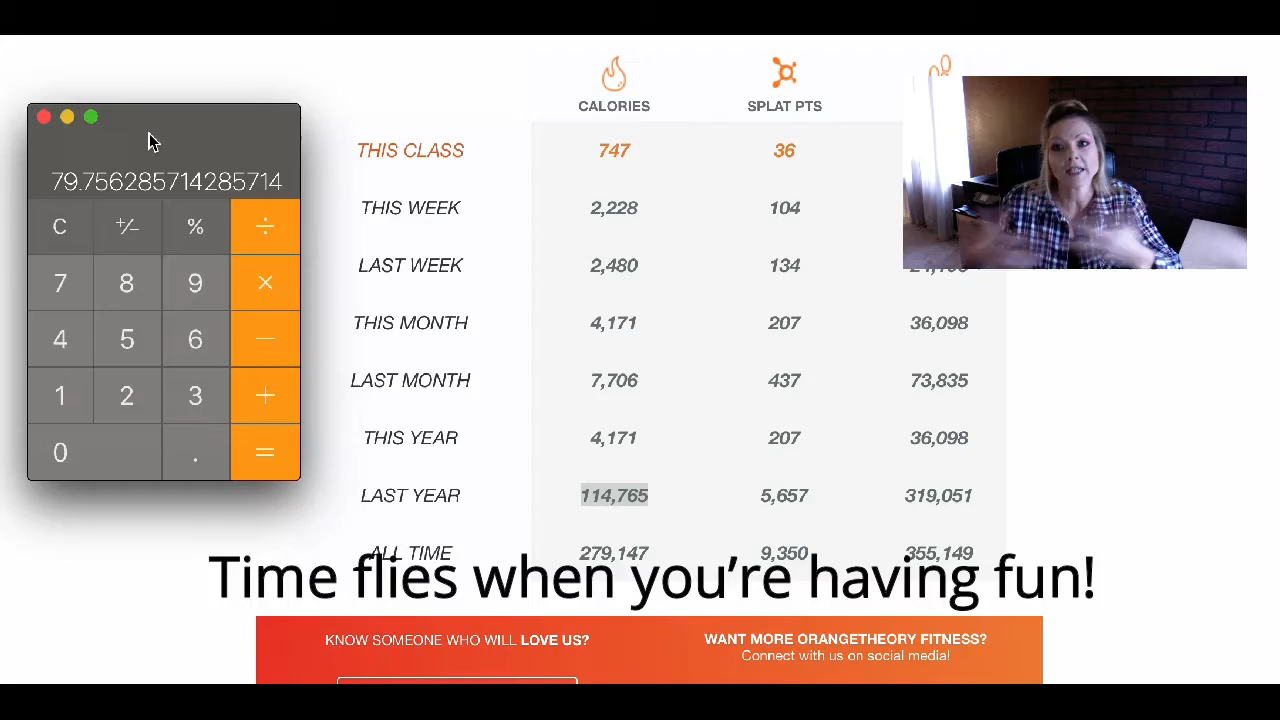 79.756285714285714
C +/- % ÷
7 8 9 ×
4 5 6 −
1 2 3 +
0 . =
CALORIES SPLAT PTS
THIS CLASS 747 36
THIS WEEK 2,228 104
LAST WEEK 2,480 134
THIS MONTH 4,171 207 36,098
LAST MONTH 7,706 437 73,835
THIS YEAR 4,171 207 36,098
LAST YEAR 114,765 5,657 319,051
ALL TIME 279,147 9,350 355,149
Time flies when you’re having fun!
KNOW SOMEONE WHO WILL LOVE US?
WANT MORE ORANGETHEORY FITNESS?
Connect with us on social media!